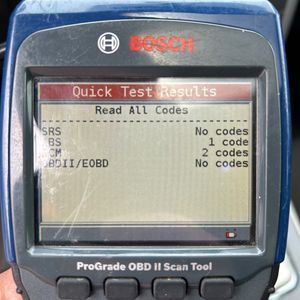 BOSCH
Quick Test Results
Read All Codes
SRS No codes
BS 1 code
CM 2 codes
BDII/EOBD No codes
ProGrade OBD II Scan Tool